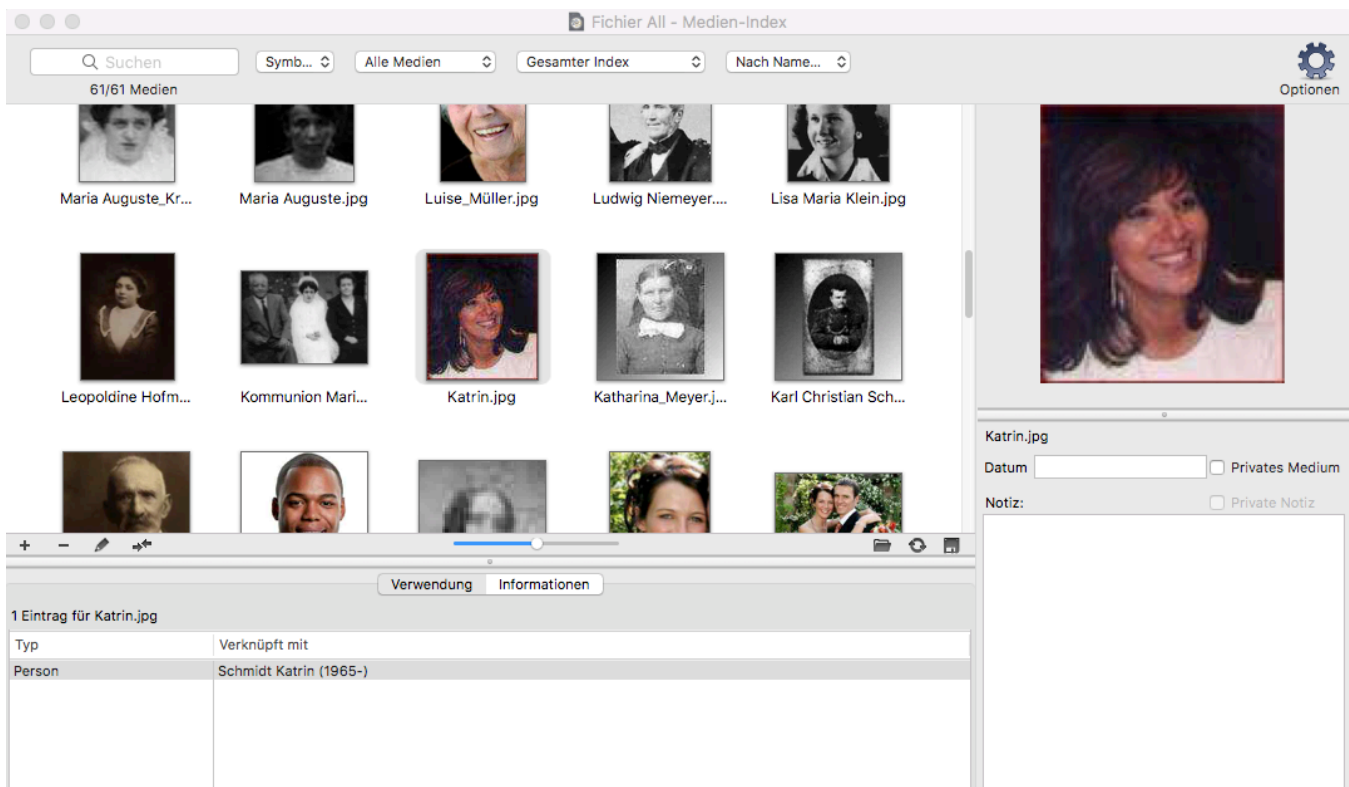 Fichier All - Medien-Index
Suchen
Symb...
Alle Medien
Gesamter Index
Nach Name...
61/61 Medien
Optionen
Maria Auguste_Kr...
Maria Auguste.jpg
Luise_Müller.jpg
Ludwig Niemeyer....
Lisa Maria Klein.jpg
Leopoldine Hofm...
Kommunion Mari...
Katrin.jpg
Katharina_Meyer.j...
Karl Christian Sch...
Katrin.jpg
Datum
Privates Medium
Notiz:
Private Notiz
Verwendung
Informationen
1 Eintrag für Katrin.jpg
Typ
Verknüpft mit
Person
Schmidt Katrin (1965-)